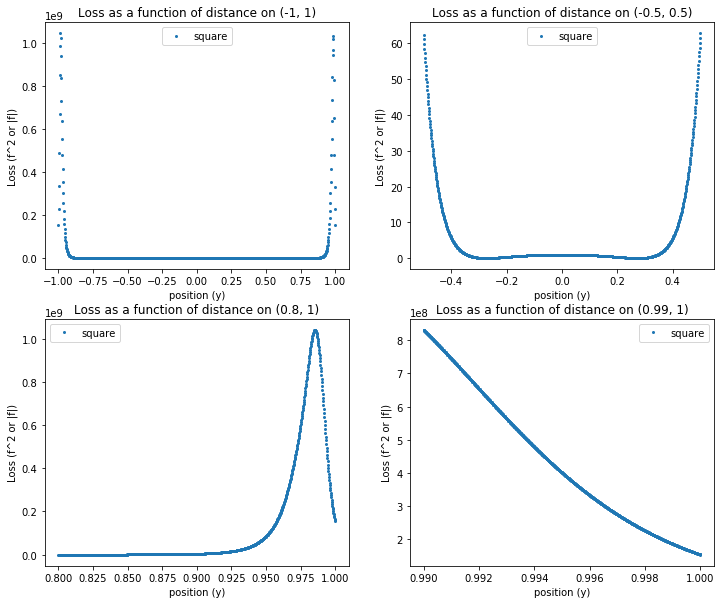 Loss as a function of distance on (-1, 1)
1e9
square
Loss (f^2 or |f|)
1.0
0.8
0.6
0.4
0.2
0.0
−1.00 −0.75 −0.50 −0.25 0.00 0.25 0.50 0.75 1.00
position (y)
Loss as a function of distance on (-0.5, 0.5)
square
Loss (f^2 or |f|)
60
50
40
30
20
10
0
−0.4 −0.2 0.0 0.2 0.4
position (y)
Loss as a function of distance on (0.8, 1)
1e9
square
Loss (f^2 or |f|)
1.0
0.8
0.6
0.4
0.2
0.0
0.800 0.825 0.850 0.875 0.900 0.925 0.950 0.975 1.000
position (y)
Loss as a function of distance on (0.99, 1)
1e8
square
Loss (f^2 or |f|)
8
7
6
5
4
3
2
0.990 0.992 0.994 0.996 0.998 1.000
position (y)